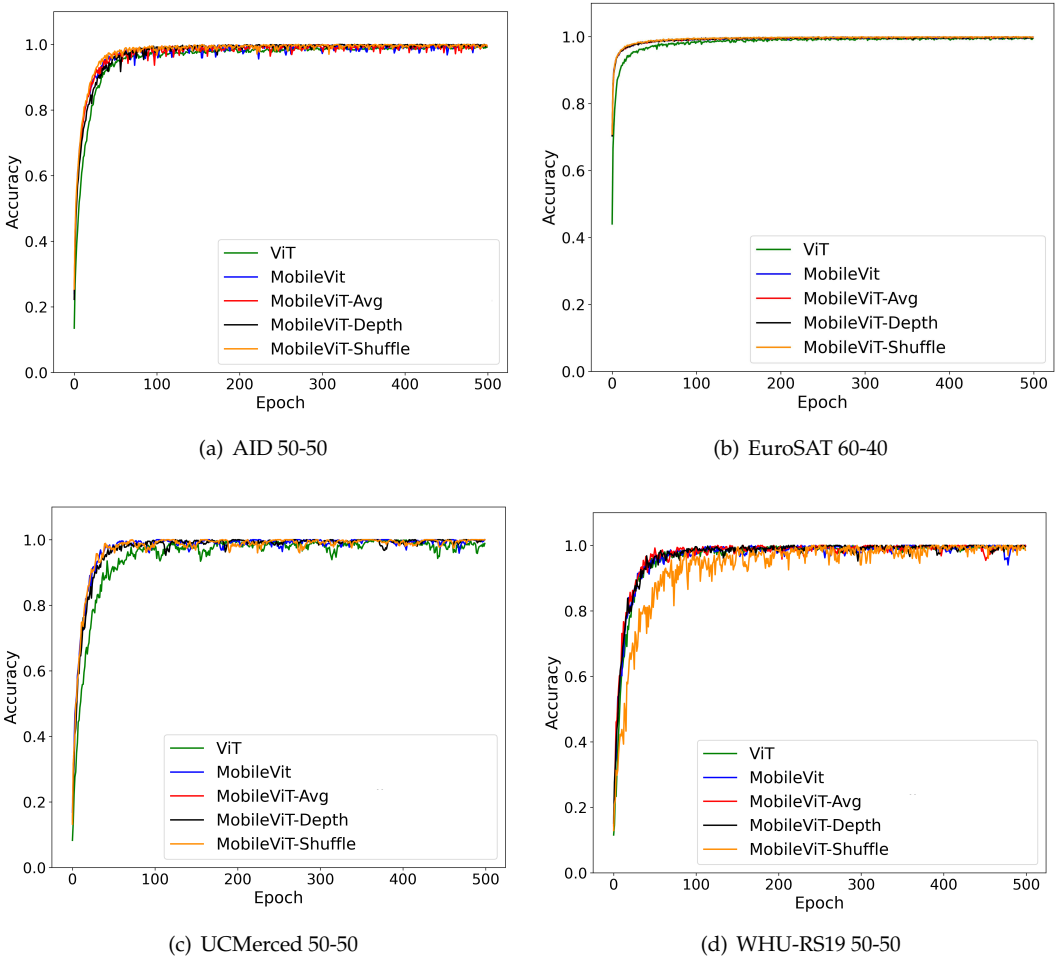 1.0
0.8
0.6
0.4
0.2
0.0
Accuracy
ViT
MobileVit
MobileViT-Avg
MobileViT-Depth
MobileViT-Shuffle
0 100 200 300 400 500
Epoch
(a) AID 50-50
1.0
0.8
0.6
0.4
0.2
0.0
Accuracy
ViT
MobileVit
MobileViT-Avg
MobileViT-Depth
MobileViT-Shuffle
0 100 200 300 400 500
Epoch
(b) EuroSAT 60-40
1.0
0.8
0.6
0.4
0.2
0.0
Accuracy
ViT
MobileVit
MobileViT-Avg
MobileViT-Depth
MobileViT-Shuffle
0 100 200 300 400 500
Epoch
(c) UCMerced 50-50
1.0
0.8
0.6
0.4
0.2
0.0
Accuracy
ViT
MobileVit
MobileViT-Avg
MobileViT-Depth
MobileViT-Shuffle
0 100 200 300 400 500
Epoch
(d) WHU-RS19 50-50